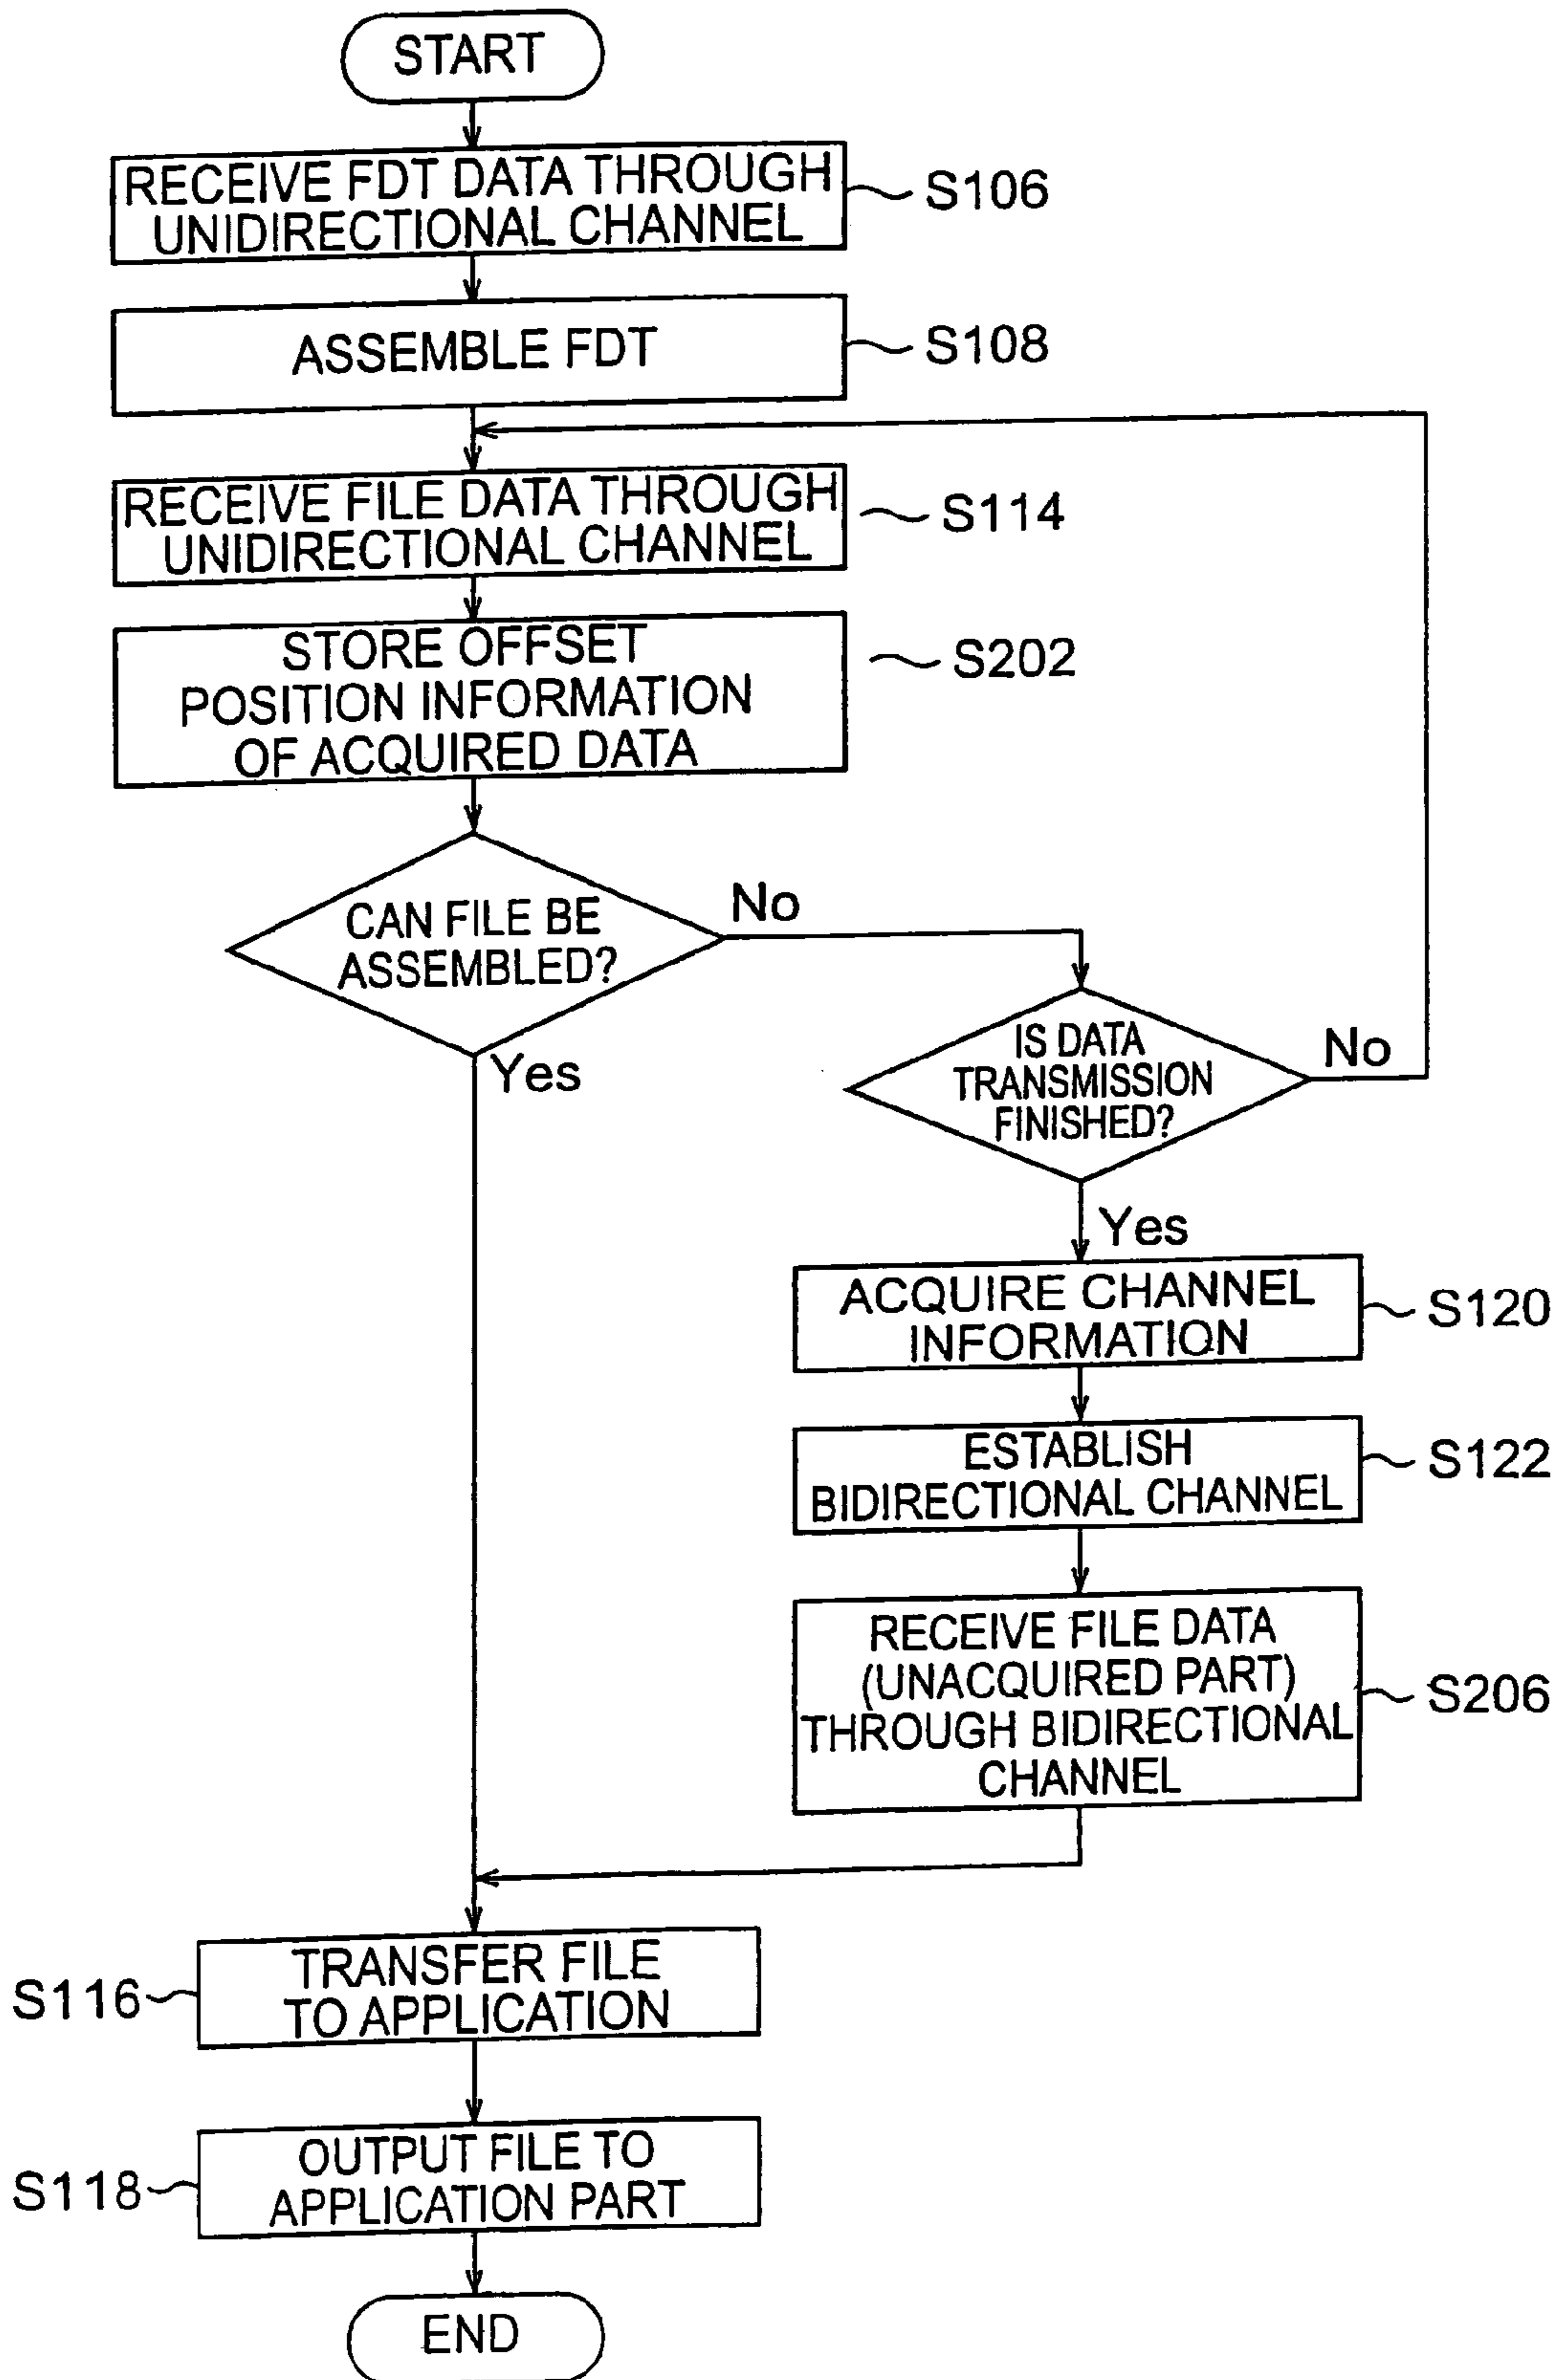 START
RECEIVE FDT DATA THROUGH
UNIDIRECTIONAL CHANNEL
S106
ASSEMBLE FDT
S108
RECEIVE FILE DATA THROUGH
UNIDIRECTIONAL CHANNEL
S114
STORE OFFSET
POSITION INFORMATION
OF ACQUIRED DATA
S202
CAN FILE BE
ASSEMBLED?
No
Yes
IS DATA
TRANSMISSION
FINISHED?
No
Yes
ACQUIRE CHANNEL
INFORMATION
S120
ESTABLISH
BIDIRECTIONAL CHANNEL
S122
RECEIVE FILE DATA
(UNACQUIRED PART)
THROUGH BIDIRECTIONAL
CHANNEL
S206
TRANSFER FILE
TO APPLICATION
S116
OUTPUT FILE TO
APPLICATION PART
S118
END